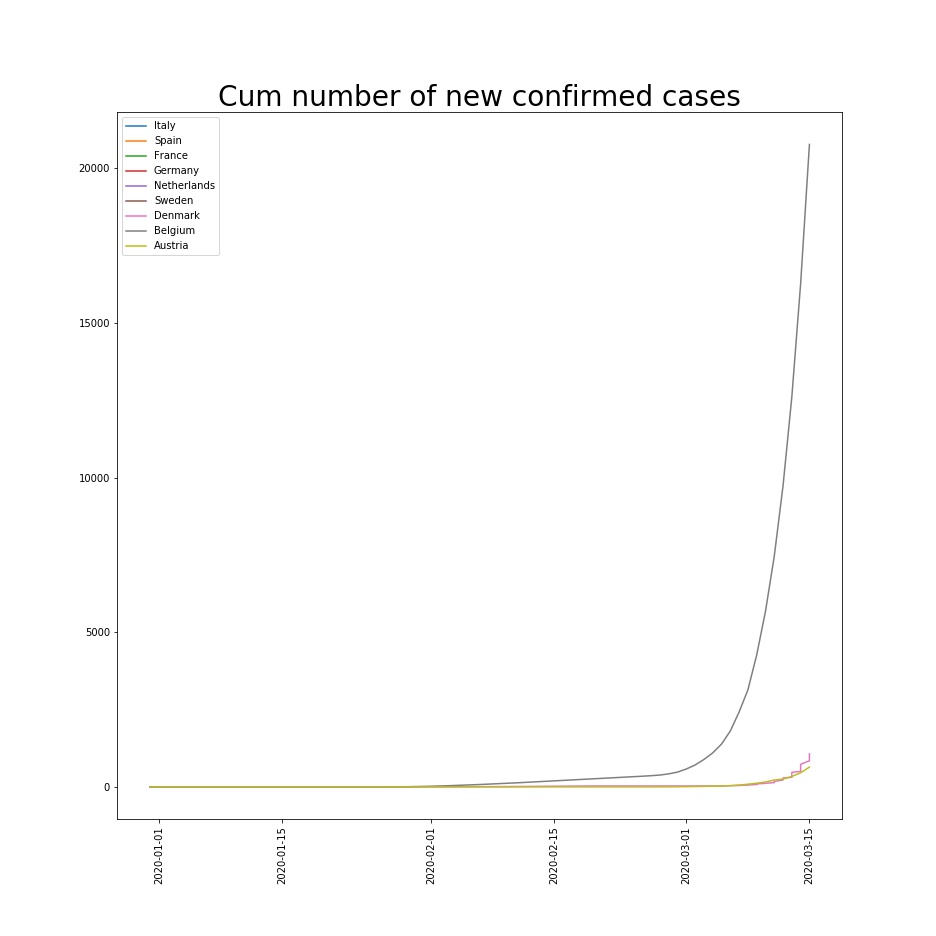 Cum number of new confirmed cases
Italy
Spain
France
Germany
Netherlands
Sweden
Denmark
Belgium
Austria
20000
15000
10000
5000
0
2020-01-01
2020-01-15
2020-02-01
2020-02-15
2020-03-01
2020-03-15